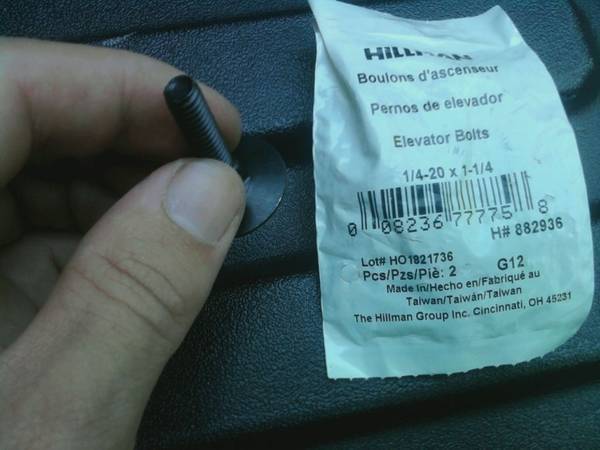 HILLMAN
Boulons d'ascenseur
Pernos de elevador
Elevator Bolts
1/4-20 x 1-1/4
0 08236 77775 8
H# 882936
Lot# HO1821736
G12
Pcs/Pzs/Piè: 2
Made in/Hecho en/Fabriqué au
Taiwan/Taiwán/Taiwan
The Hillman Group Inc. Cincinnati, OH 45231